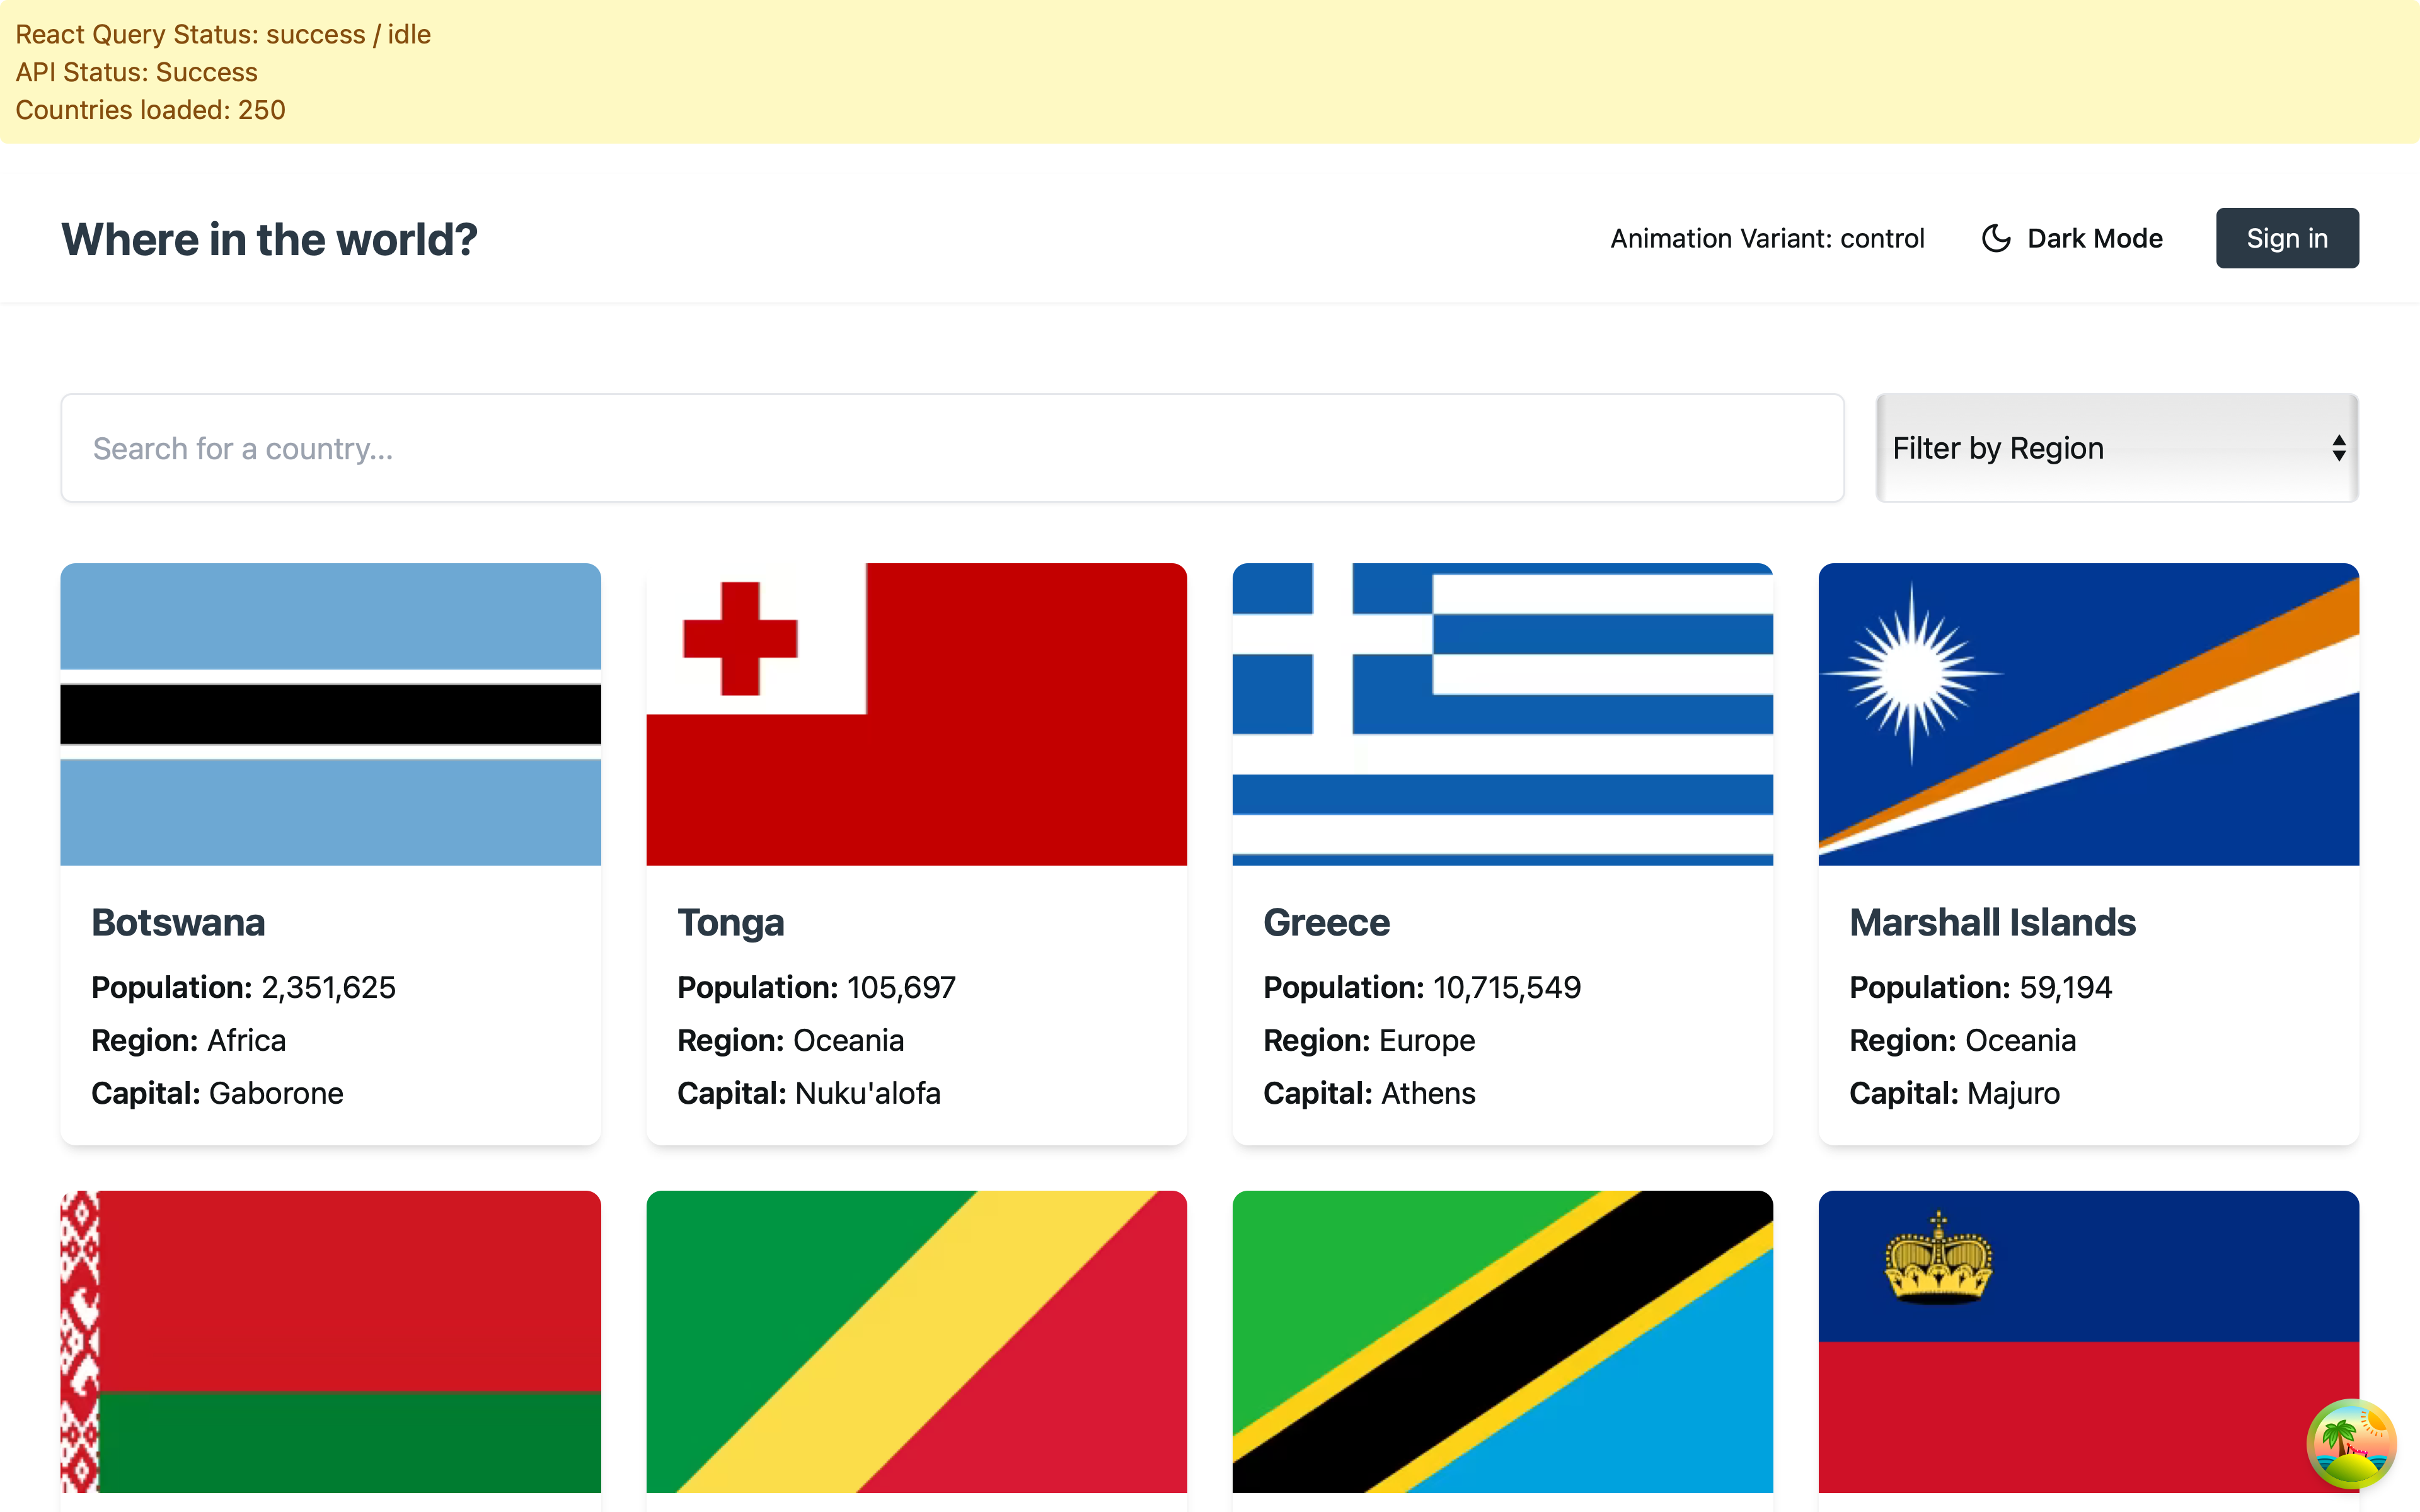 React Query Status: success / idle
API Status: Success
Countries loaded: 250
Where in the world?
Animation Variant: control
Dark Mode
Sign in
Search for a country...
Filter by Region
Botswana
Population: 2,351,625
Region: Africa
Capital: Gaborone
Tonga
Population: 105,697
Region: Oceania
Capital: Nuku'alofa
Greece
Population: 10,715,549
Region: Europe
Capital: Athens
Marshall Islands
Population: 59,194
Region: Oceania
Capital: Majuro